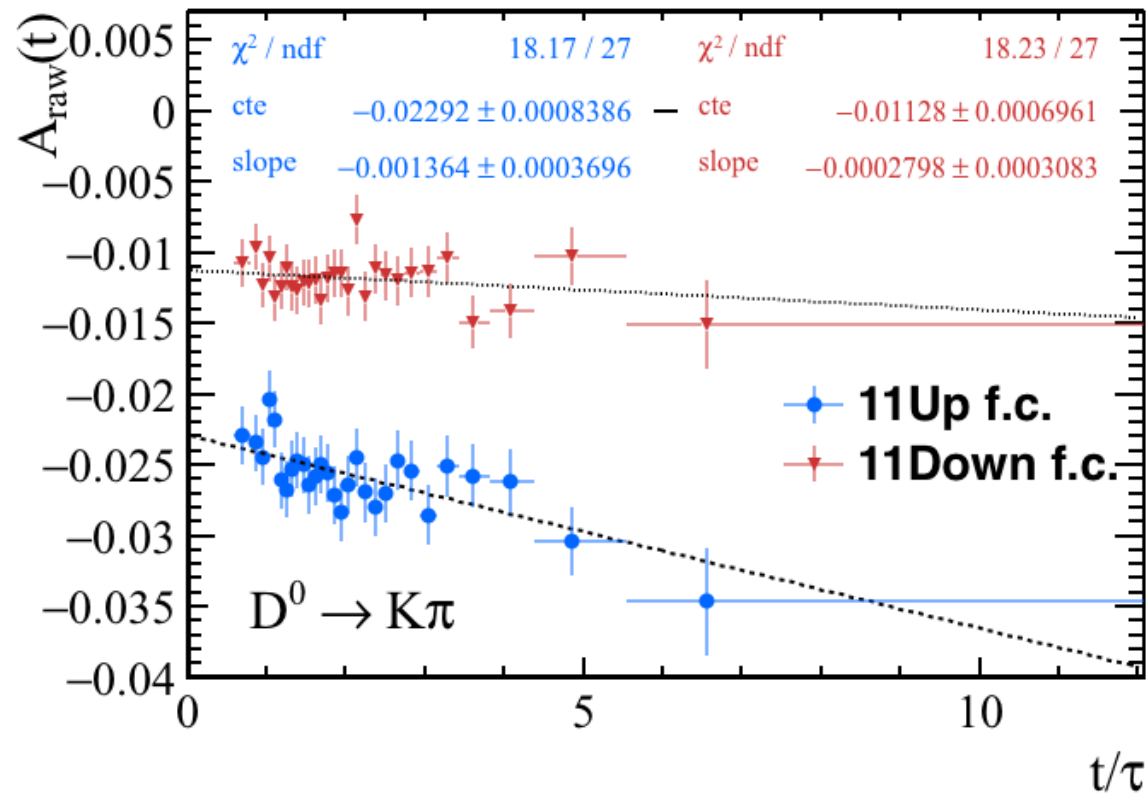 A_raw(t)
0.005
0
−0.005
−0.01
−0.015
−0.02
−0.025
−0.03
−0.035
−0.04
χ² / ndf 18.17 / 27
cte −0.02292 ± 0.0008386
slope −0.001364 ± 0.0003696
χ² / ndf 18.23 / 27
cte −0.01128 ± 0.0006961
slope −0.0002798 ± 0.0003083
11Up f.c.
11Down f.c.
D⁰ → Kπ
0 5 10
t/τ